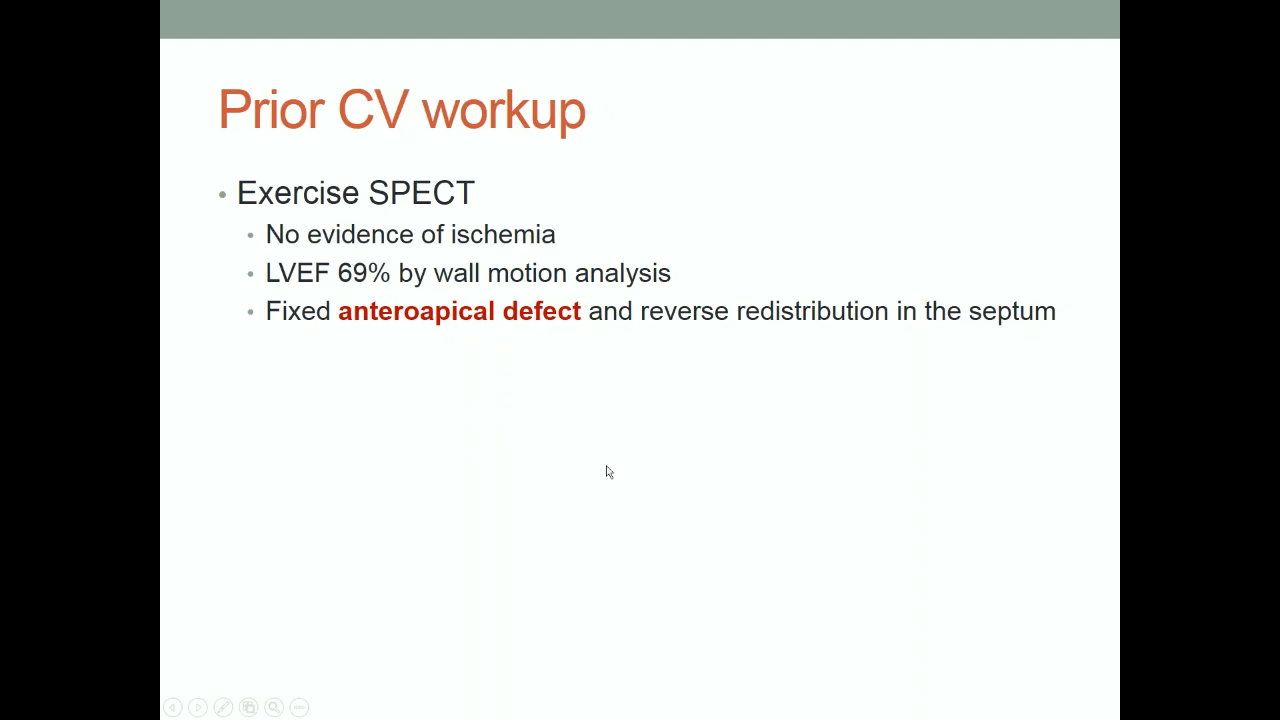 Prior CV workup
• Exercise SPECT
• No evidence of ischemia
• LVEF 69% by wall motion analysis
• Fixed anteroapical defect and reverse redistribution in the septum